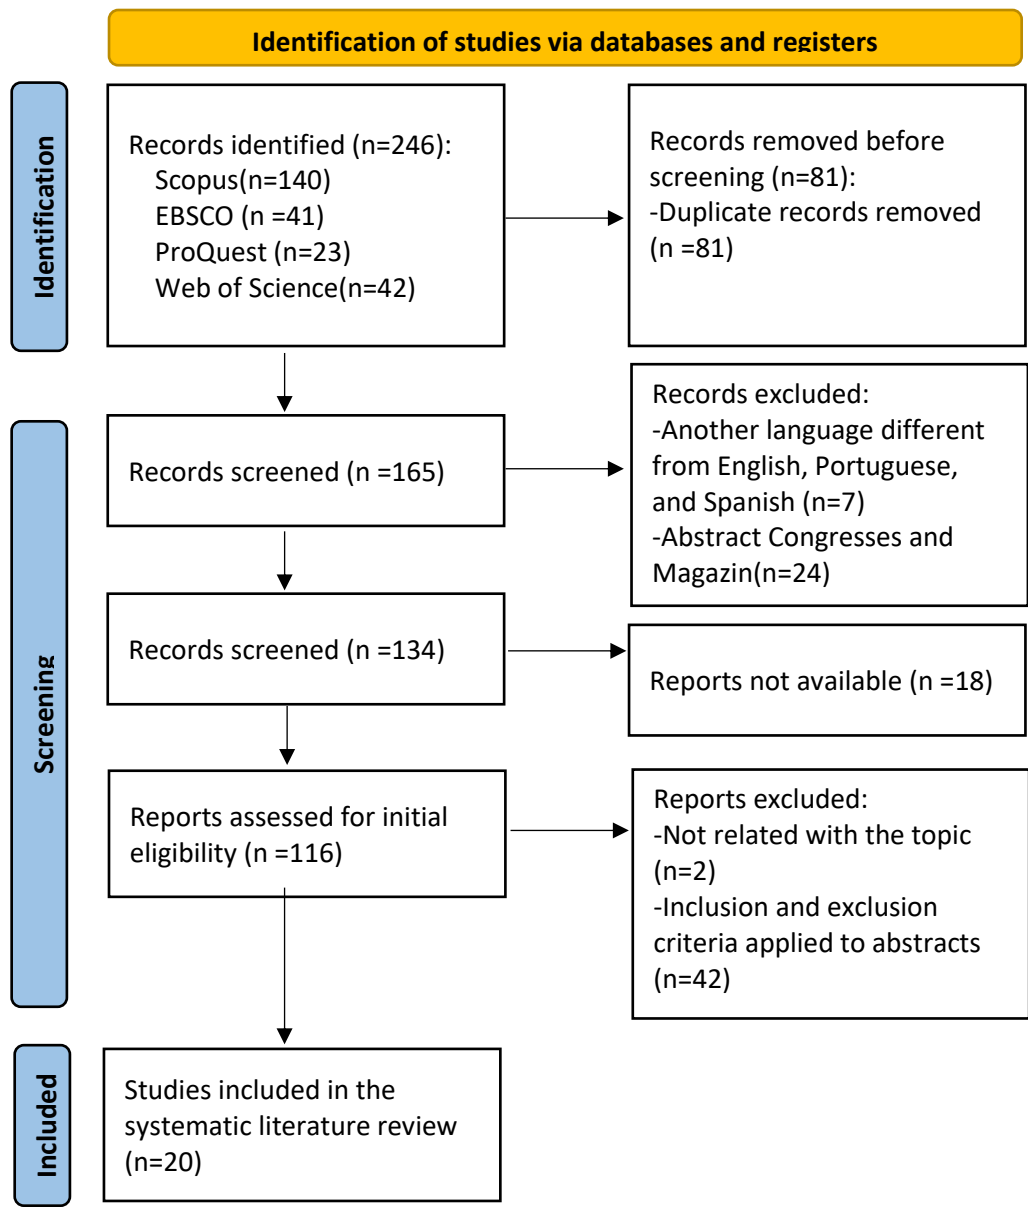 Identification of studies via databases and registers
Identification
Records identified (n=246):
Scopus(n=140)
EBSCO (n =41)
ProQuest (n=23)
Web of Science(n=42)
Records removed before
screening (n=81):
-Duplicate records removed
(n =81)
Screening
Records screened (n =165)
Records excluded:
-Another language different
from English, Portuguese,
and Spanish (n=7)
-Abstract Congresses and
Magazin(n=24)
Records screened (n =134)
Reports not available (n =18)
Reports assessed for initial
eligibility (n =116)
Reports excluded:
-Not related with the topic
(n=2)
-Inclusion and exclusion
criteria applied to abstracts
(n=42)
Included
Studies included in the
systematic literature review
(n=20)